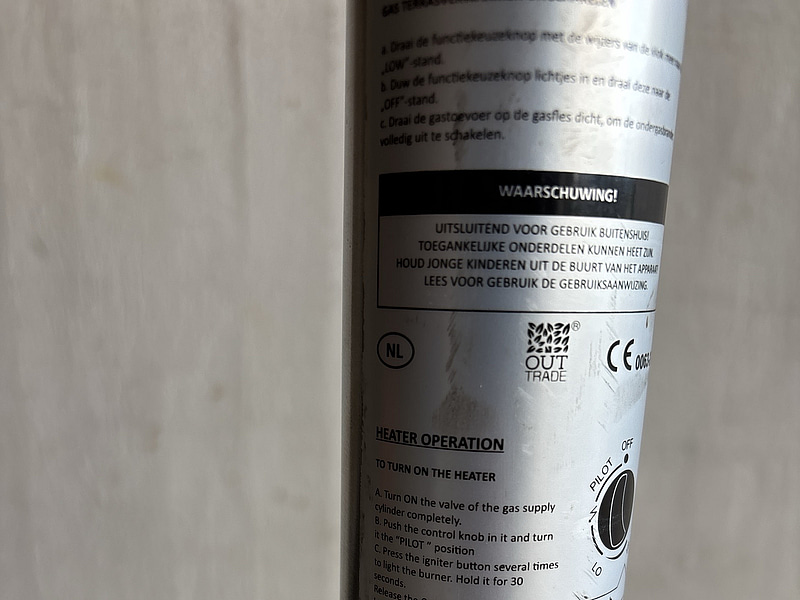 GAS
a. Draai de functiekeuzeknop met de wijzers van de klok
„LOW"-stand.
b. Duw de functiekeuzeknop lichtjes in en draai deze naar de
„OFF"-stand.
c. Draai de gastoevoer op de gasfles dicht, om de
volledig uit te schakelen.
WAARSCHUWING!
UITSLUITEND VOOR GEBRUIK BUITENSHUIS!
TOEGANKELIJKE ONDERDELEN KUNNEN HEET ZIJN.
HOUD JONGE KINDEREN UIT DE BUURT VAN HET APPARAAT
LEES VOOR GEBRUIK DE GEBRUIKSAANWIJZING.
NL
OUT
TRADE
®
CE 0063
HEATER OPERATION
TO TURN ON THE HEATER
A. Turn ON the valve of the gas supply
cylinder completely.
B. Push the control knob in it and turn
it the "PILOT " position
C. Press the igniter button several times
to light the burner. Hold it for 30
seconds.
Release the
OFF
PILOT
LO